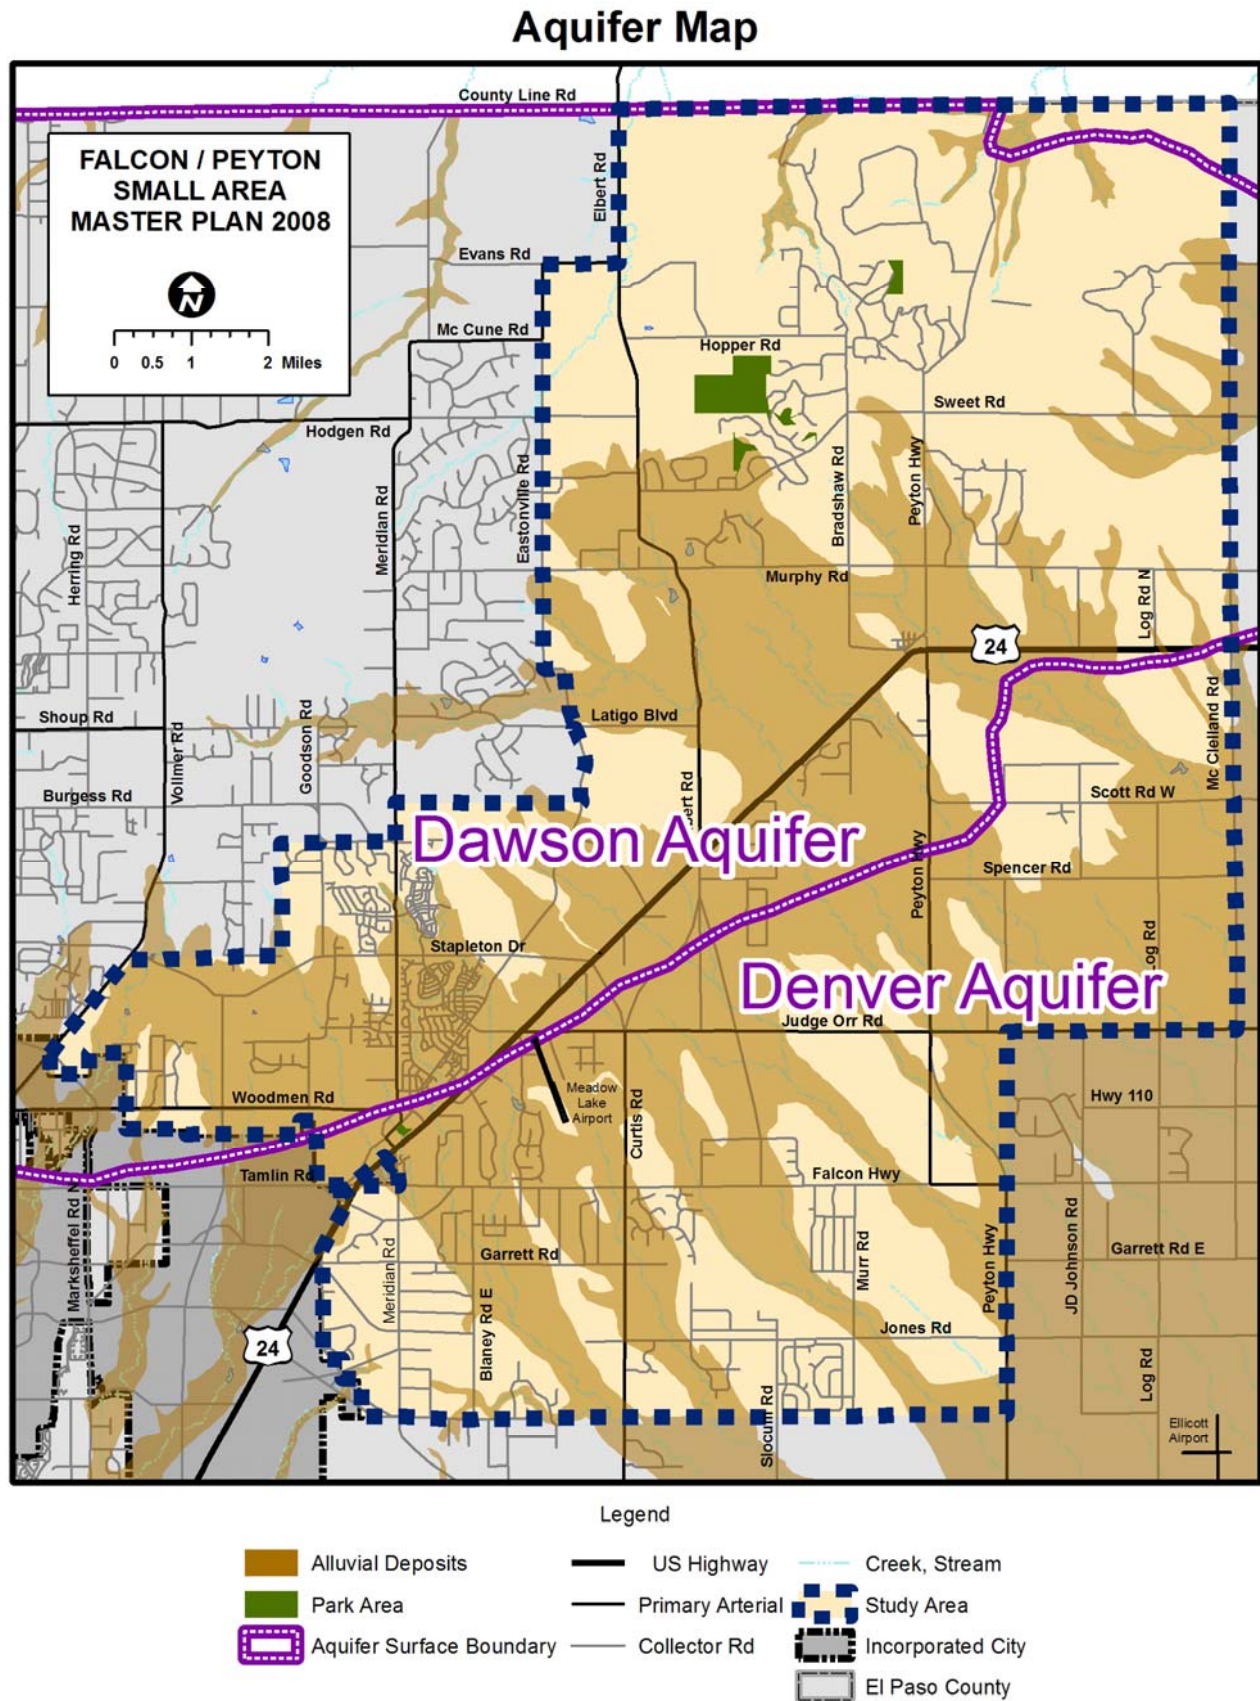 Aquifer Map
County Line Rd
FALCON / PEYTON
SMALL AREA
MASTER PLAN 2008
N
0 0.5 1 2 Miles
Elbert Rd
Evans Rd
Mc Cune Rd
Hopper Rd
Hodgen Rd
Sweet Rd
Herring Rd
Meridian Rd
Eastonville Rd
Bradshaw Rd
Peyton Hwy
Murphy Rd
Log Rd N
24
Shoup Rd
Vollmer Rd
Goodson Rd
Latigo Blvd
Mc Clelland Rd
Burgess Rd
Scott Rd W
Dawson Aquifer
Peyton Hwy
Spencer Rd
Stapleton Dr
Log Rd
Denver Aquifer
Judge Orr Rd
Woodmen Rd
Meadow
Lake
Airport
Curtis Rd
Hwy 110
Tamlin Rd
Falcon Hwy
Marksheffel Rd N
Meridian Rd
Garrett Rd
Murr Rd
Peyton Hwy
JD Johnson Rd
Garrett Rd E
24
Blaney Rd E
Jones Rd
Log Rd
Slocum Rd
Ellicott
Airport
Legend
Alluvial Deposits
US Highway
Creek, Stream
Park Area
Primary Arterial
Study Area
Aquifer Surface Boundary
Collector Rd
Incorporated City
El Paso County